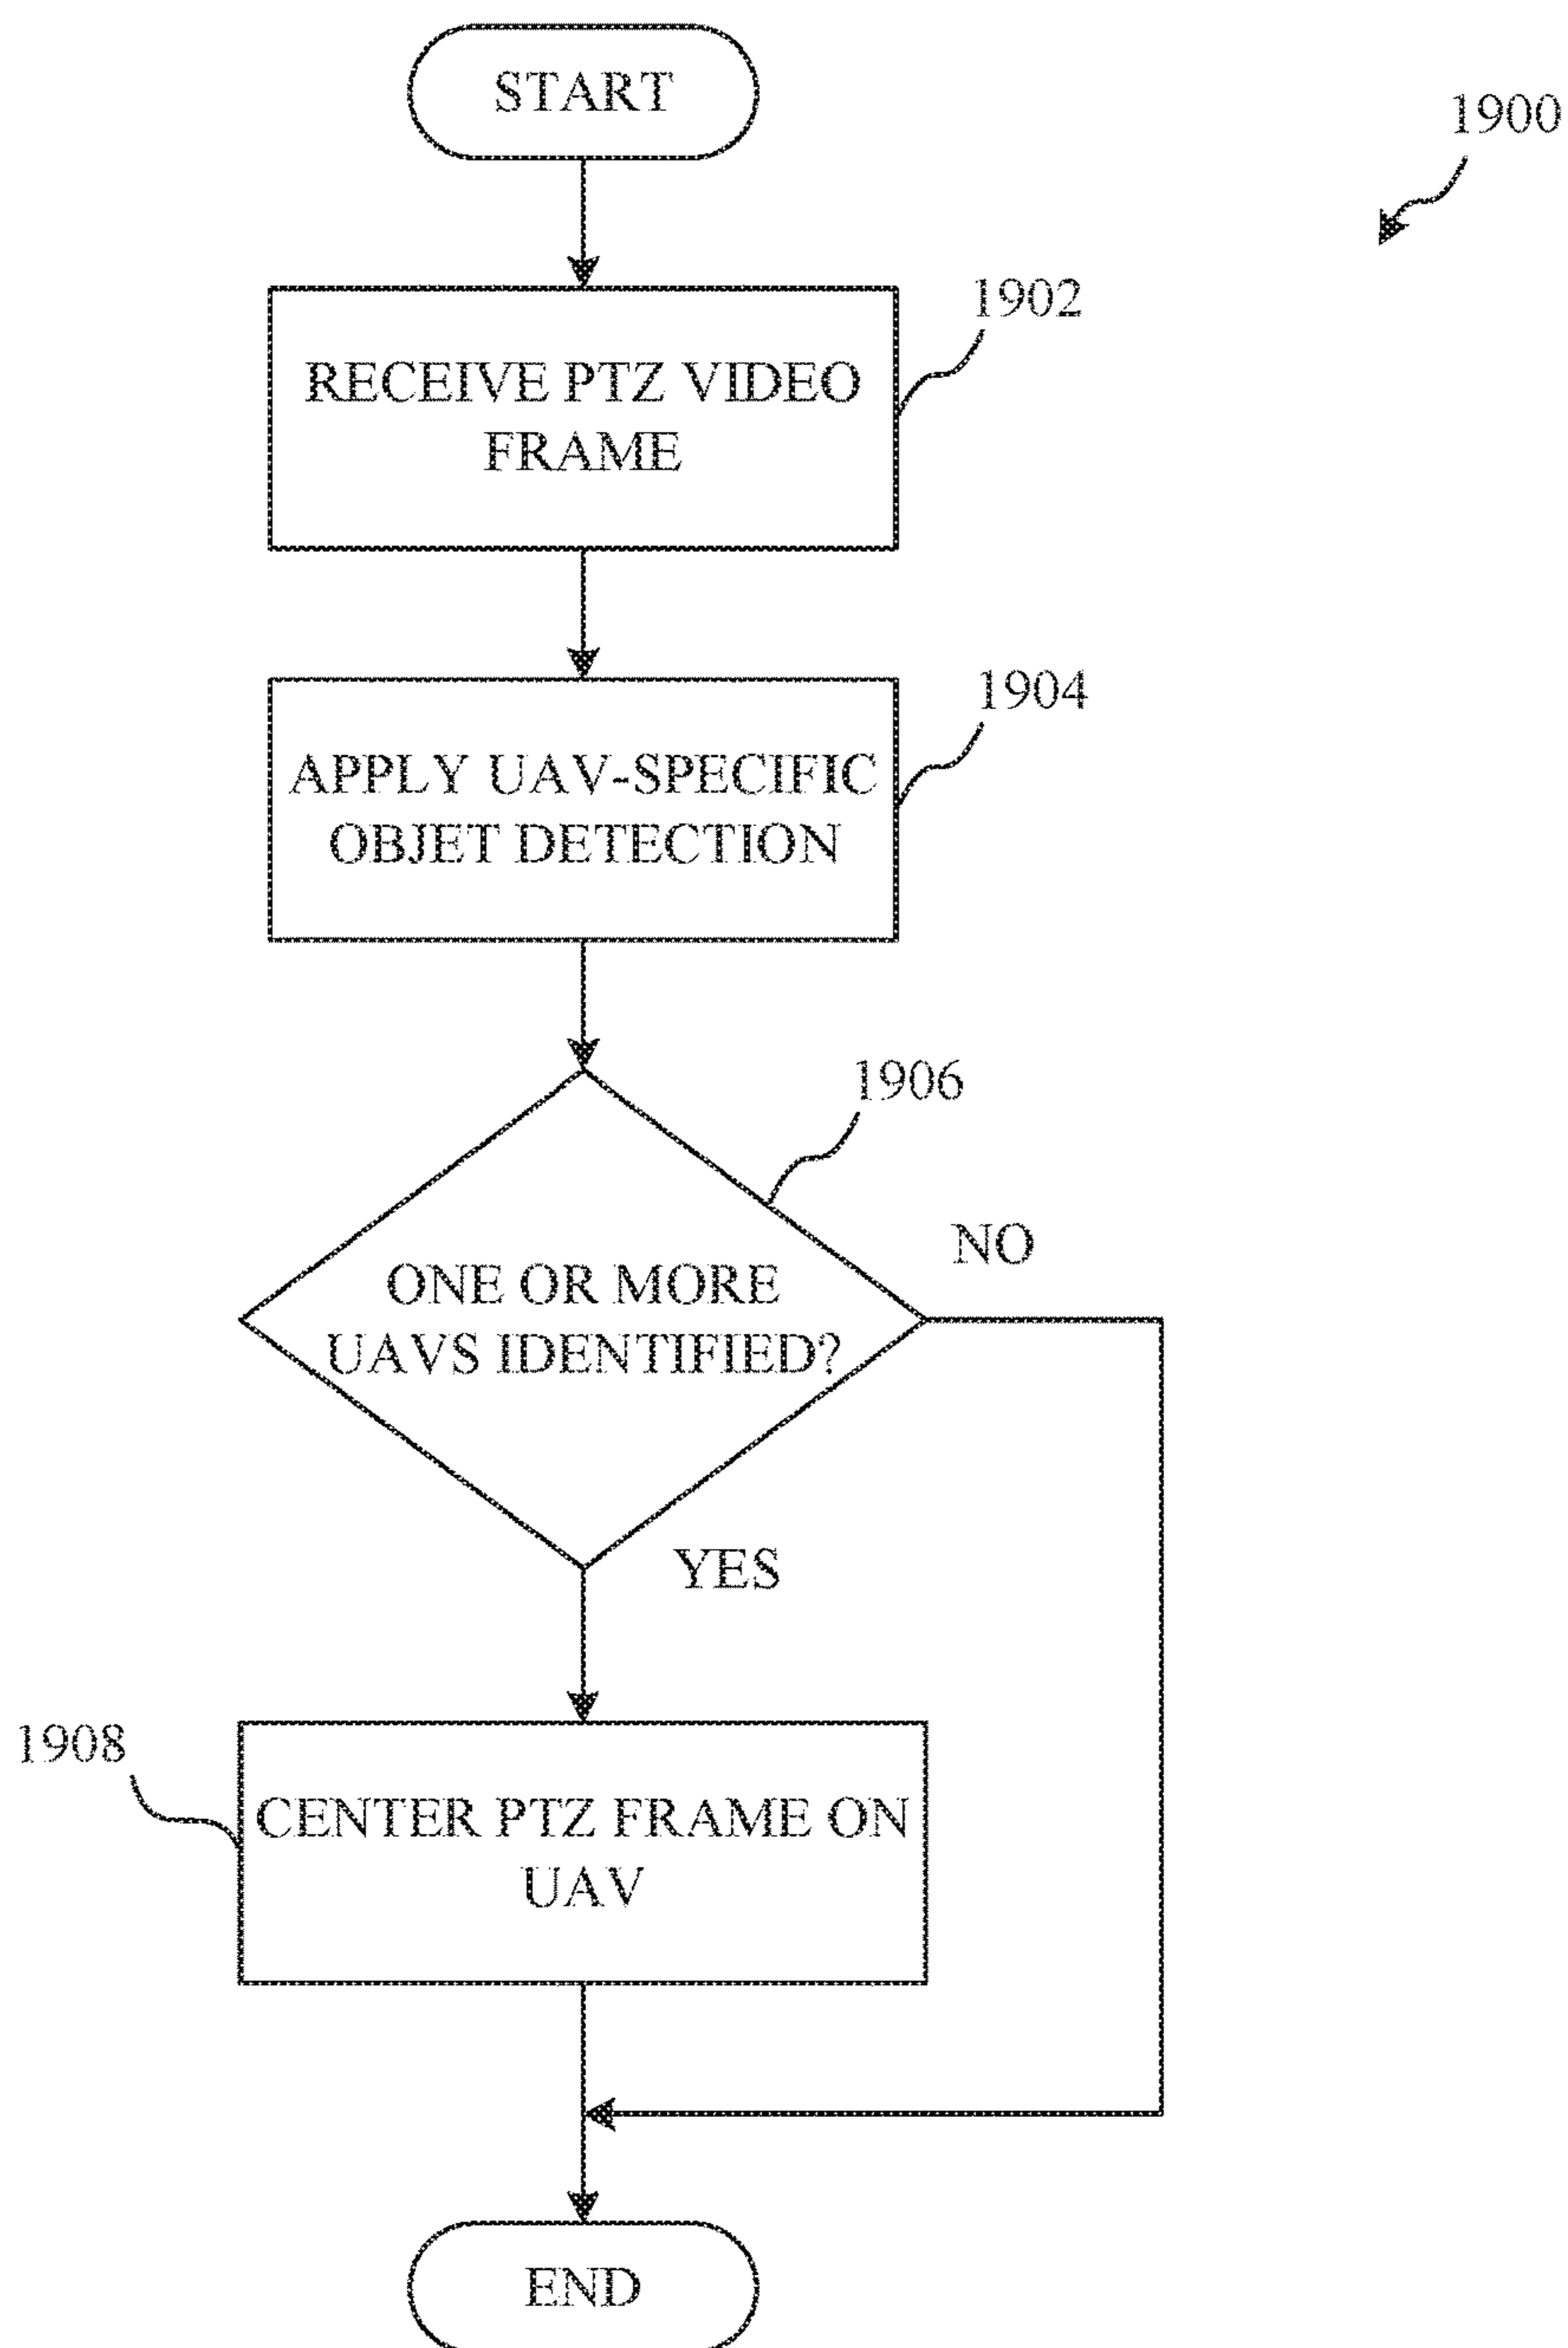 START
1900
1902
RECEIVE PTZ VIDEO
FRAME
1904
APPLY UAV-SPECIFIC
OBJET DETECTION
1906
NO
ONE OR MORE
UAVS IDENTIFIED?
YES
1908
CENTER PTZ FRAME ON
UAV
END